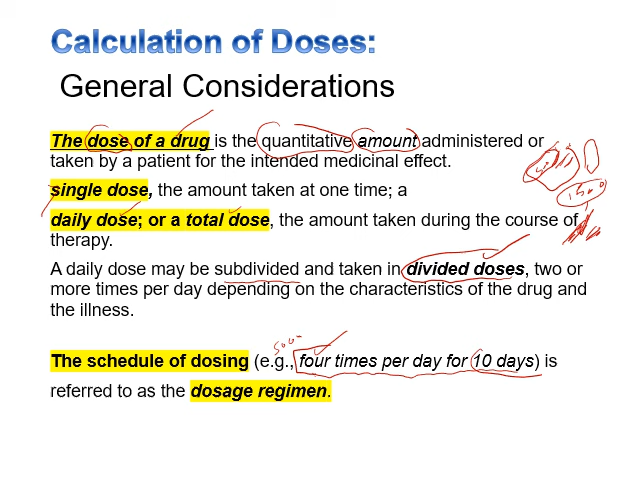 Calculation of Doses:
General Considerations
The dose of a drug is the quantitative amount administered or
taken by a patient for the intended medicinal effect.
single dose, the amount taken at one time; a
daily dose; or a total dose, the amount taken during the course of
therapy.
A daily dose may be subdivided and taken in divided doses, two or
more times per day depending on the characteristics of the drug and
the illness.
The schedule of dosing (e.g., four times per day for 10 days) is
referred to as the dosage regimen.